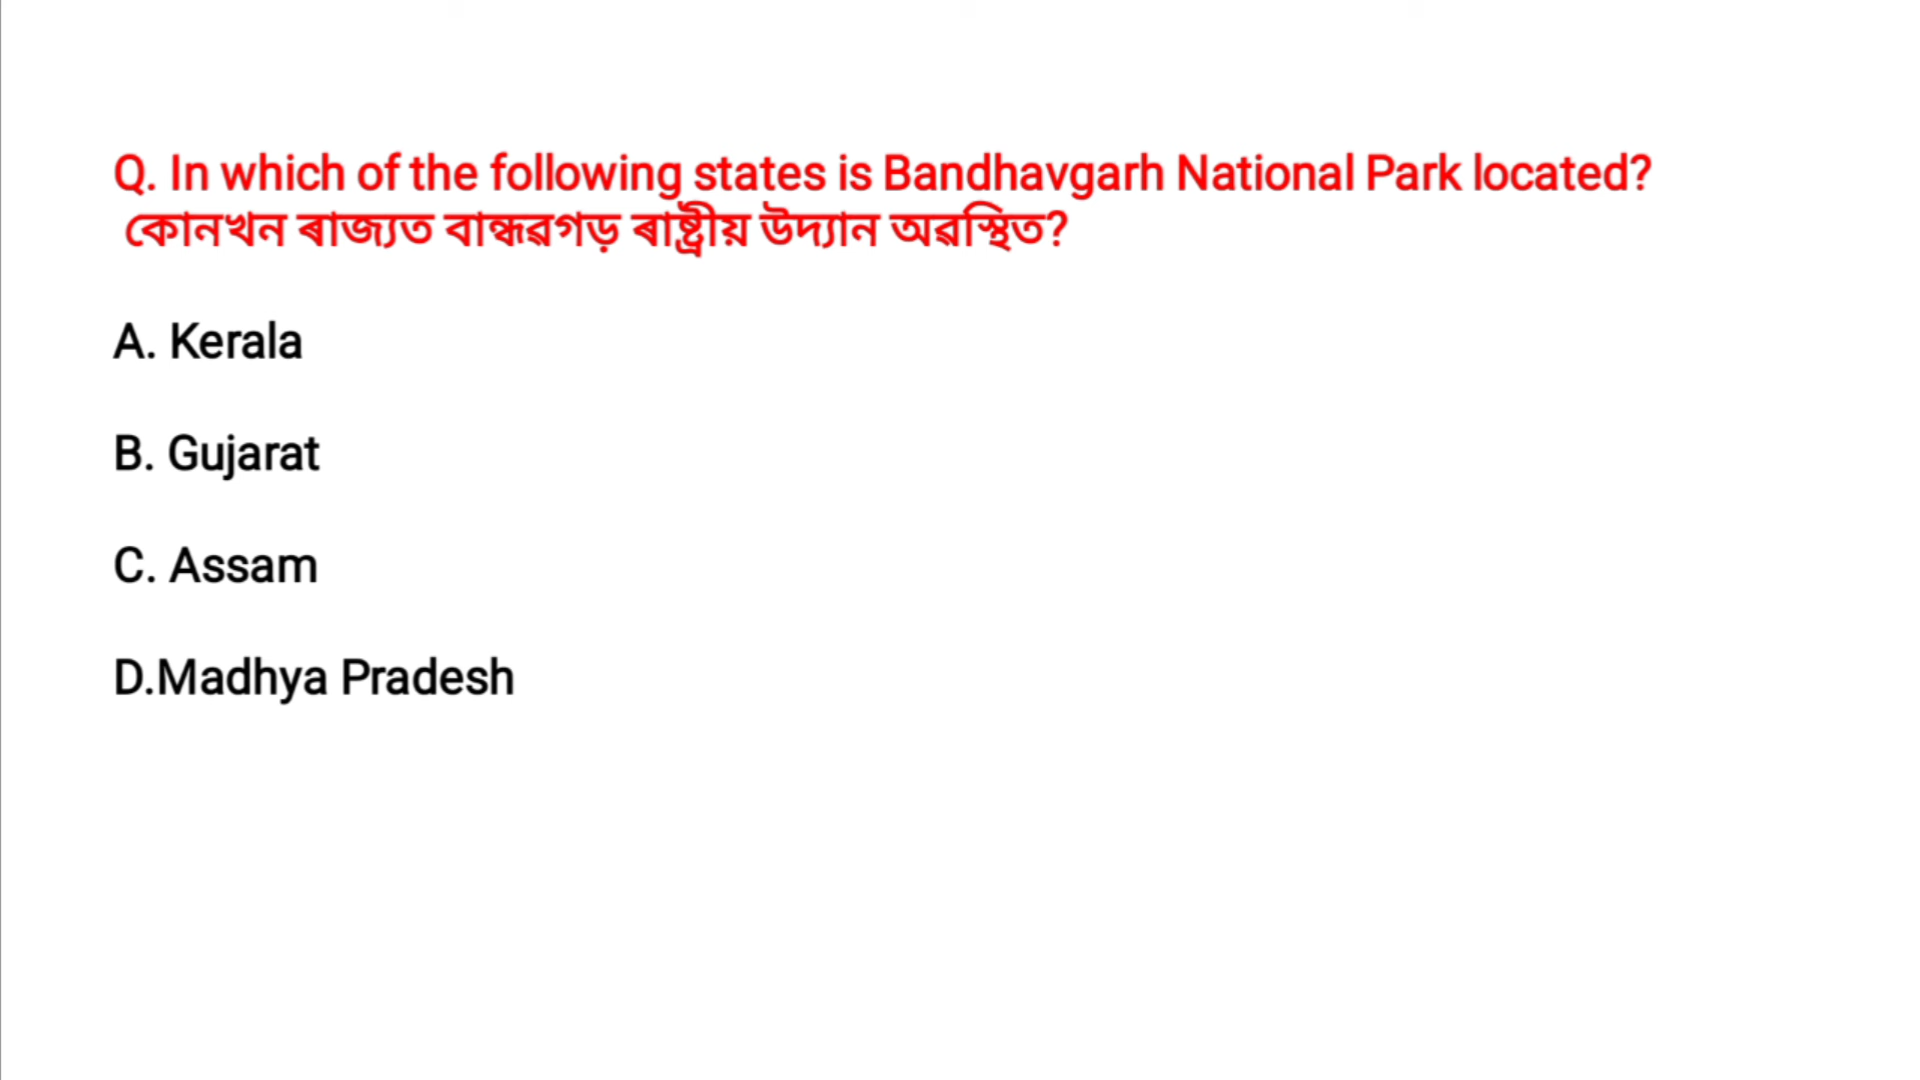 Q. In which of the following states is Bandhavgarh National Park located?
কোনখন ৰাজ্যত বান্ধৱগড় ৰাষ্ট্ৰীয় উদ্যান অৱস্থিত?
A. Kerala
B. Gujarat
C. Assam
D.Madhya Pradesh